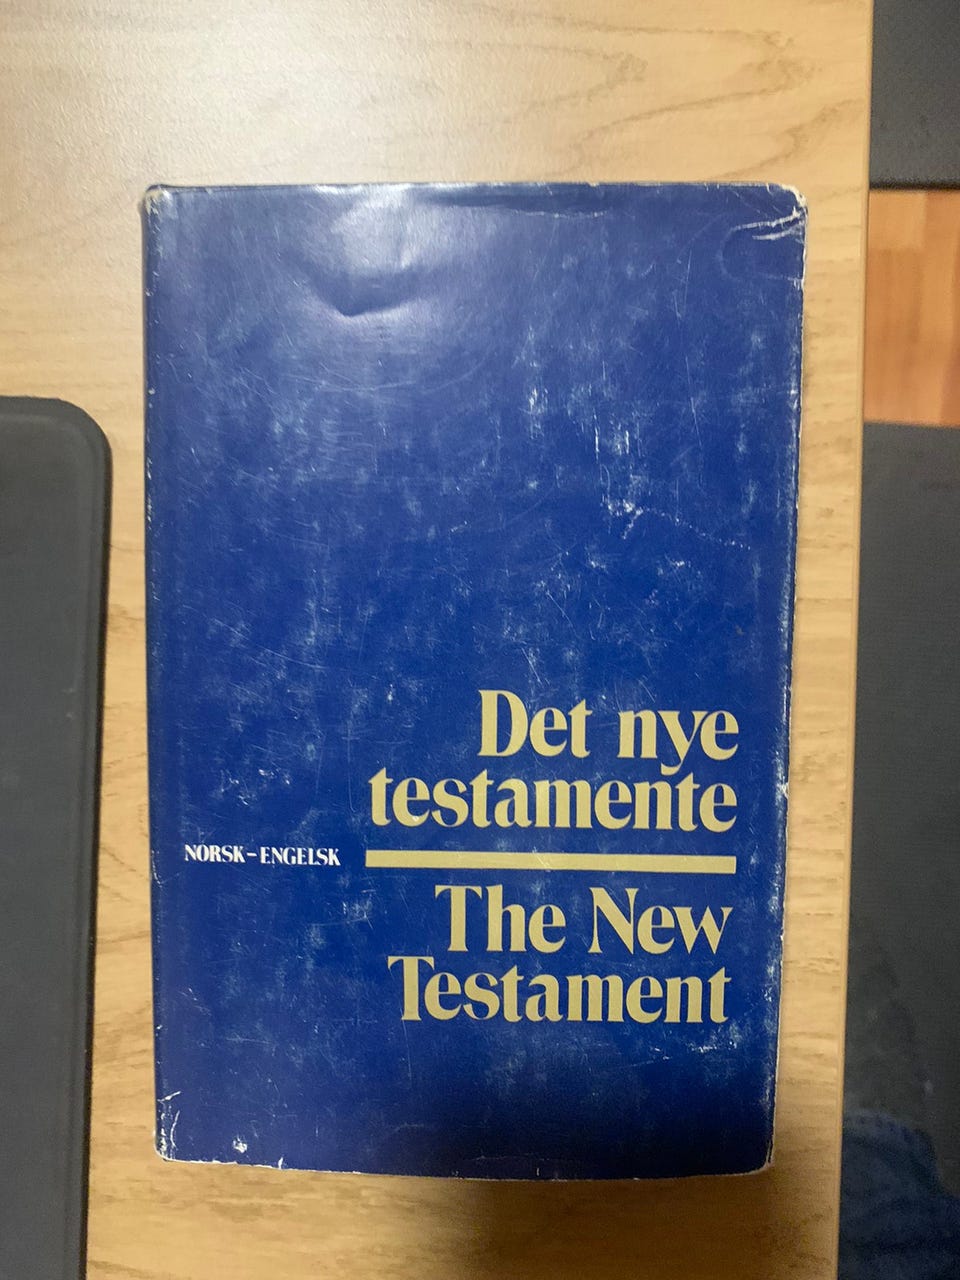 Det nye
testamente
NORSK-ENGELSK
The New
Testament